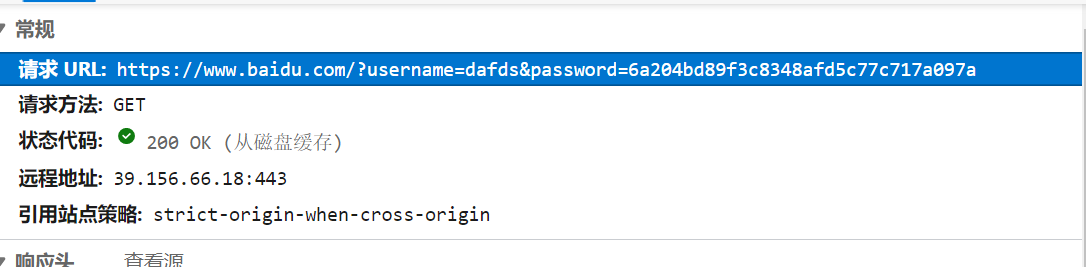 常规
请求 URL: https://www.baidu.com/?username=dafds&password=6a204bd89f3c8348afd5c77c717a097a
请求方法: GET
状态代码: 200 OK (从磁盘缓存)
远程地址: 39.156.66.18:443
引用站点策略: strict-origin-when-cross-origin
响应头 查看源